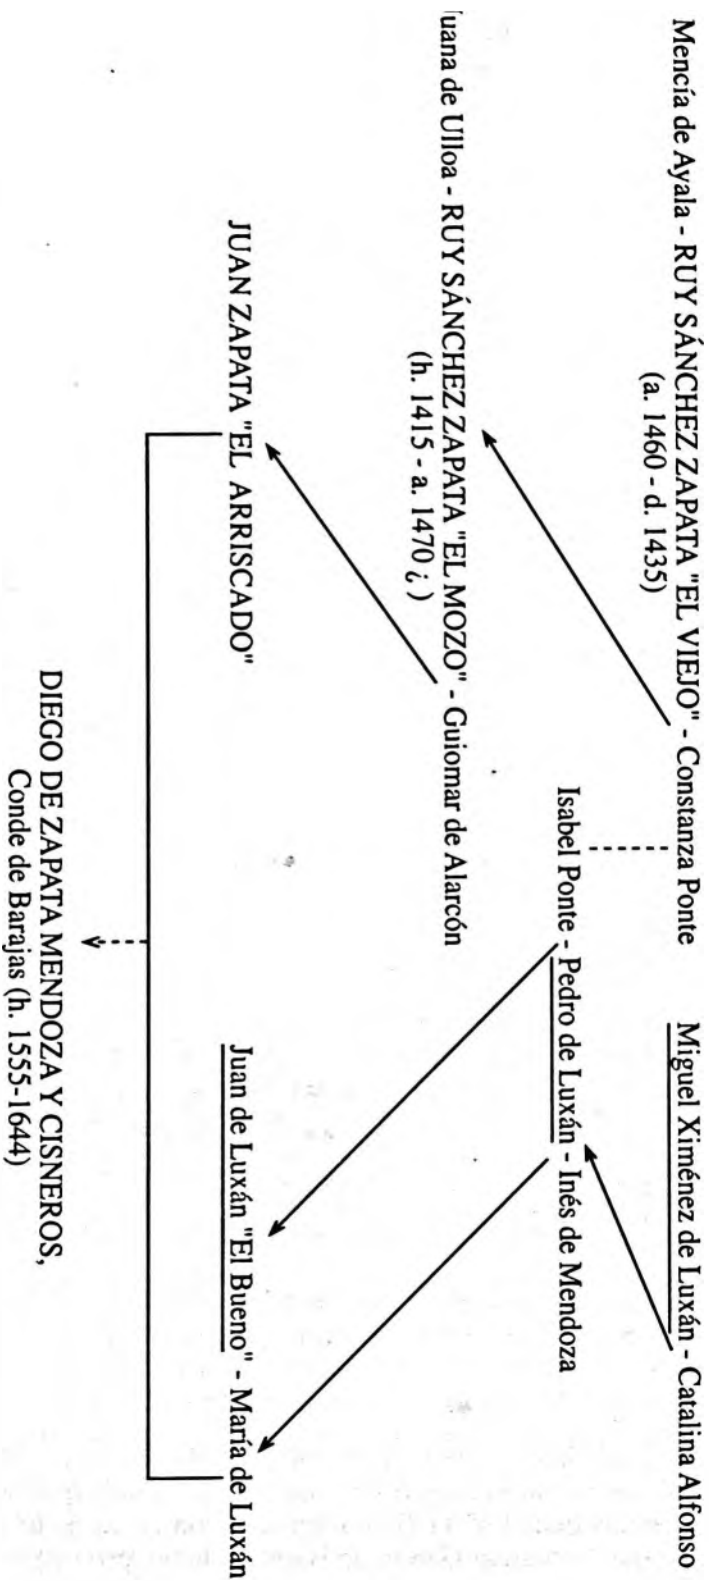 Mencía de Ayala - RUY SÁNCHEZ ZAPATA "EL VIEJO" - Constanza Ponte
(a. 1460 - d. 1435)
Miguel Ximénez de Luxán - Catalina Alfonso
Isabel Ponte - Pedro de Luxán - Inés de Mendoza
Juana de Ulloa - RUY SÁNCHEZ ZAPATA "EL MOZO" - Guiomar de Alarcón
(h. 1415 - a. 1470 ¿ )
JUAN ZAPATA "EL ARRISCADO"
Juan de Luxán "El Bueno" - María de Luxán
DIEGO DE ZAPATA MENDOZA Y CISNEROS,
Conde de Barajas (h. 1555-1644)